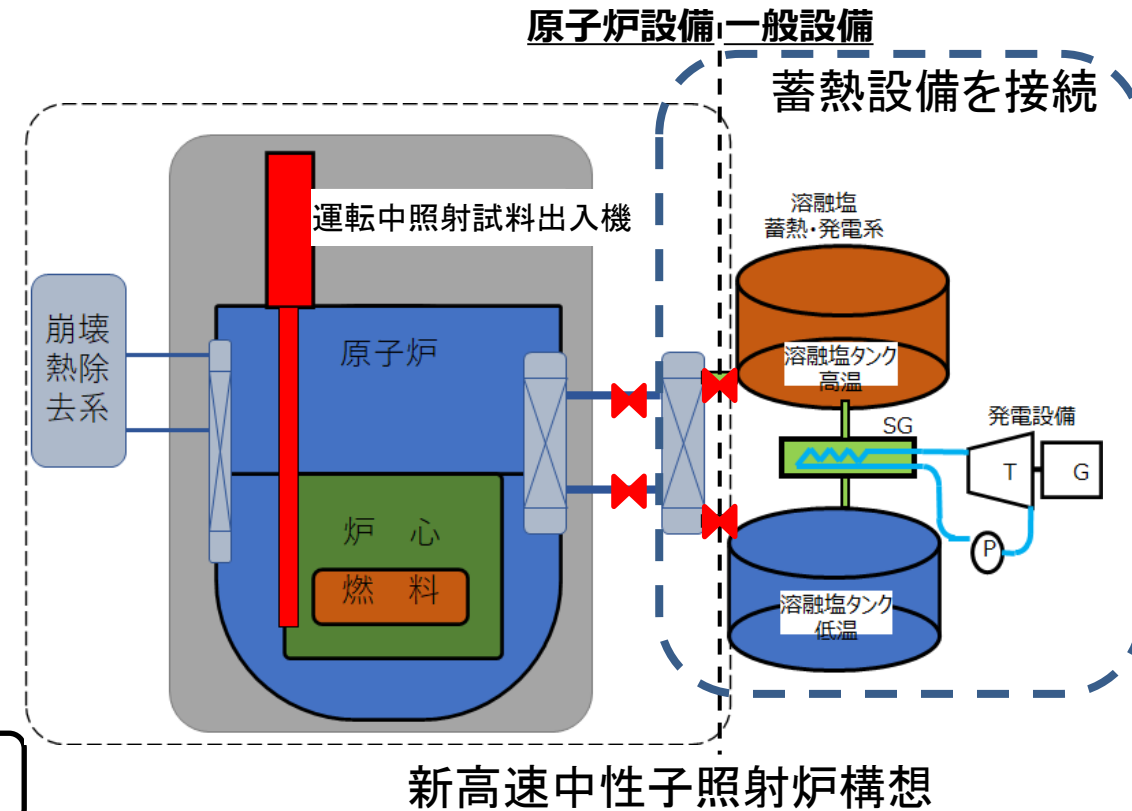 原子炉設備 一般設備
蓄熱設備を接続
運転中照射試料出入機
溶融塩
蓄熱・発電系
崩壊
熱除
去系
原子炉
溶融塩タンク
高温
発電設備
SG
T
G
炉 心
燃 料
P
溶融塩タンク
低温
新高速中性子照射炉構想